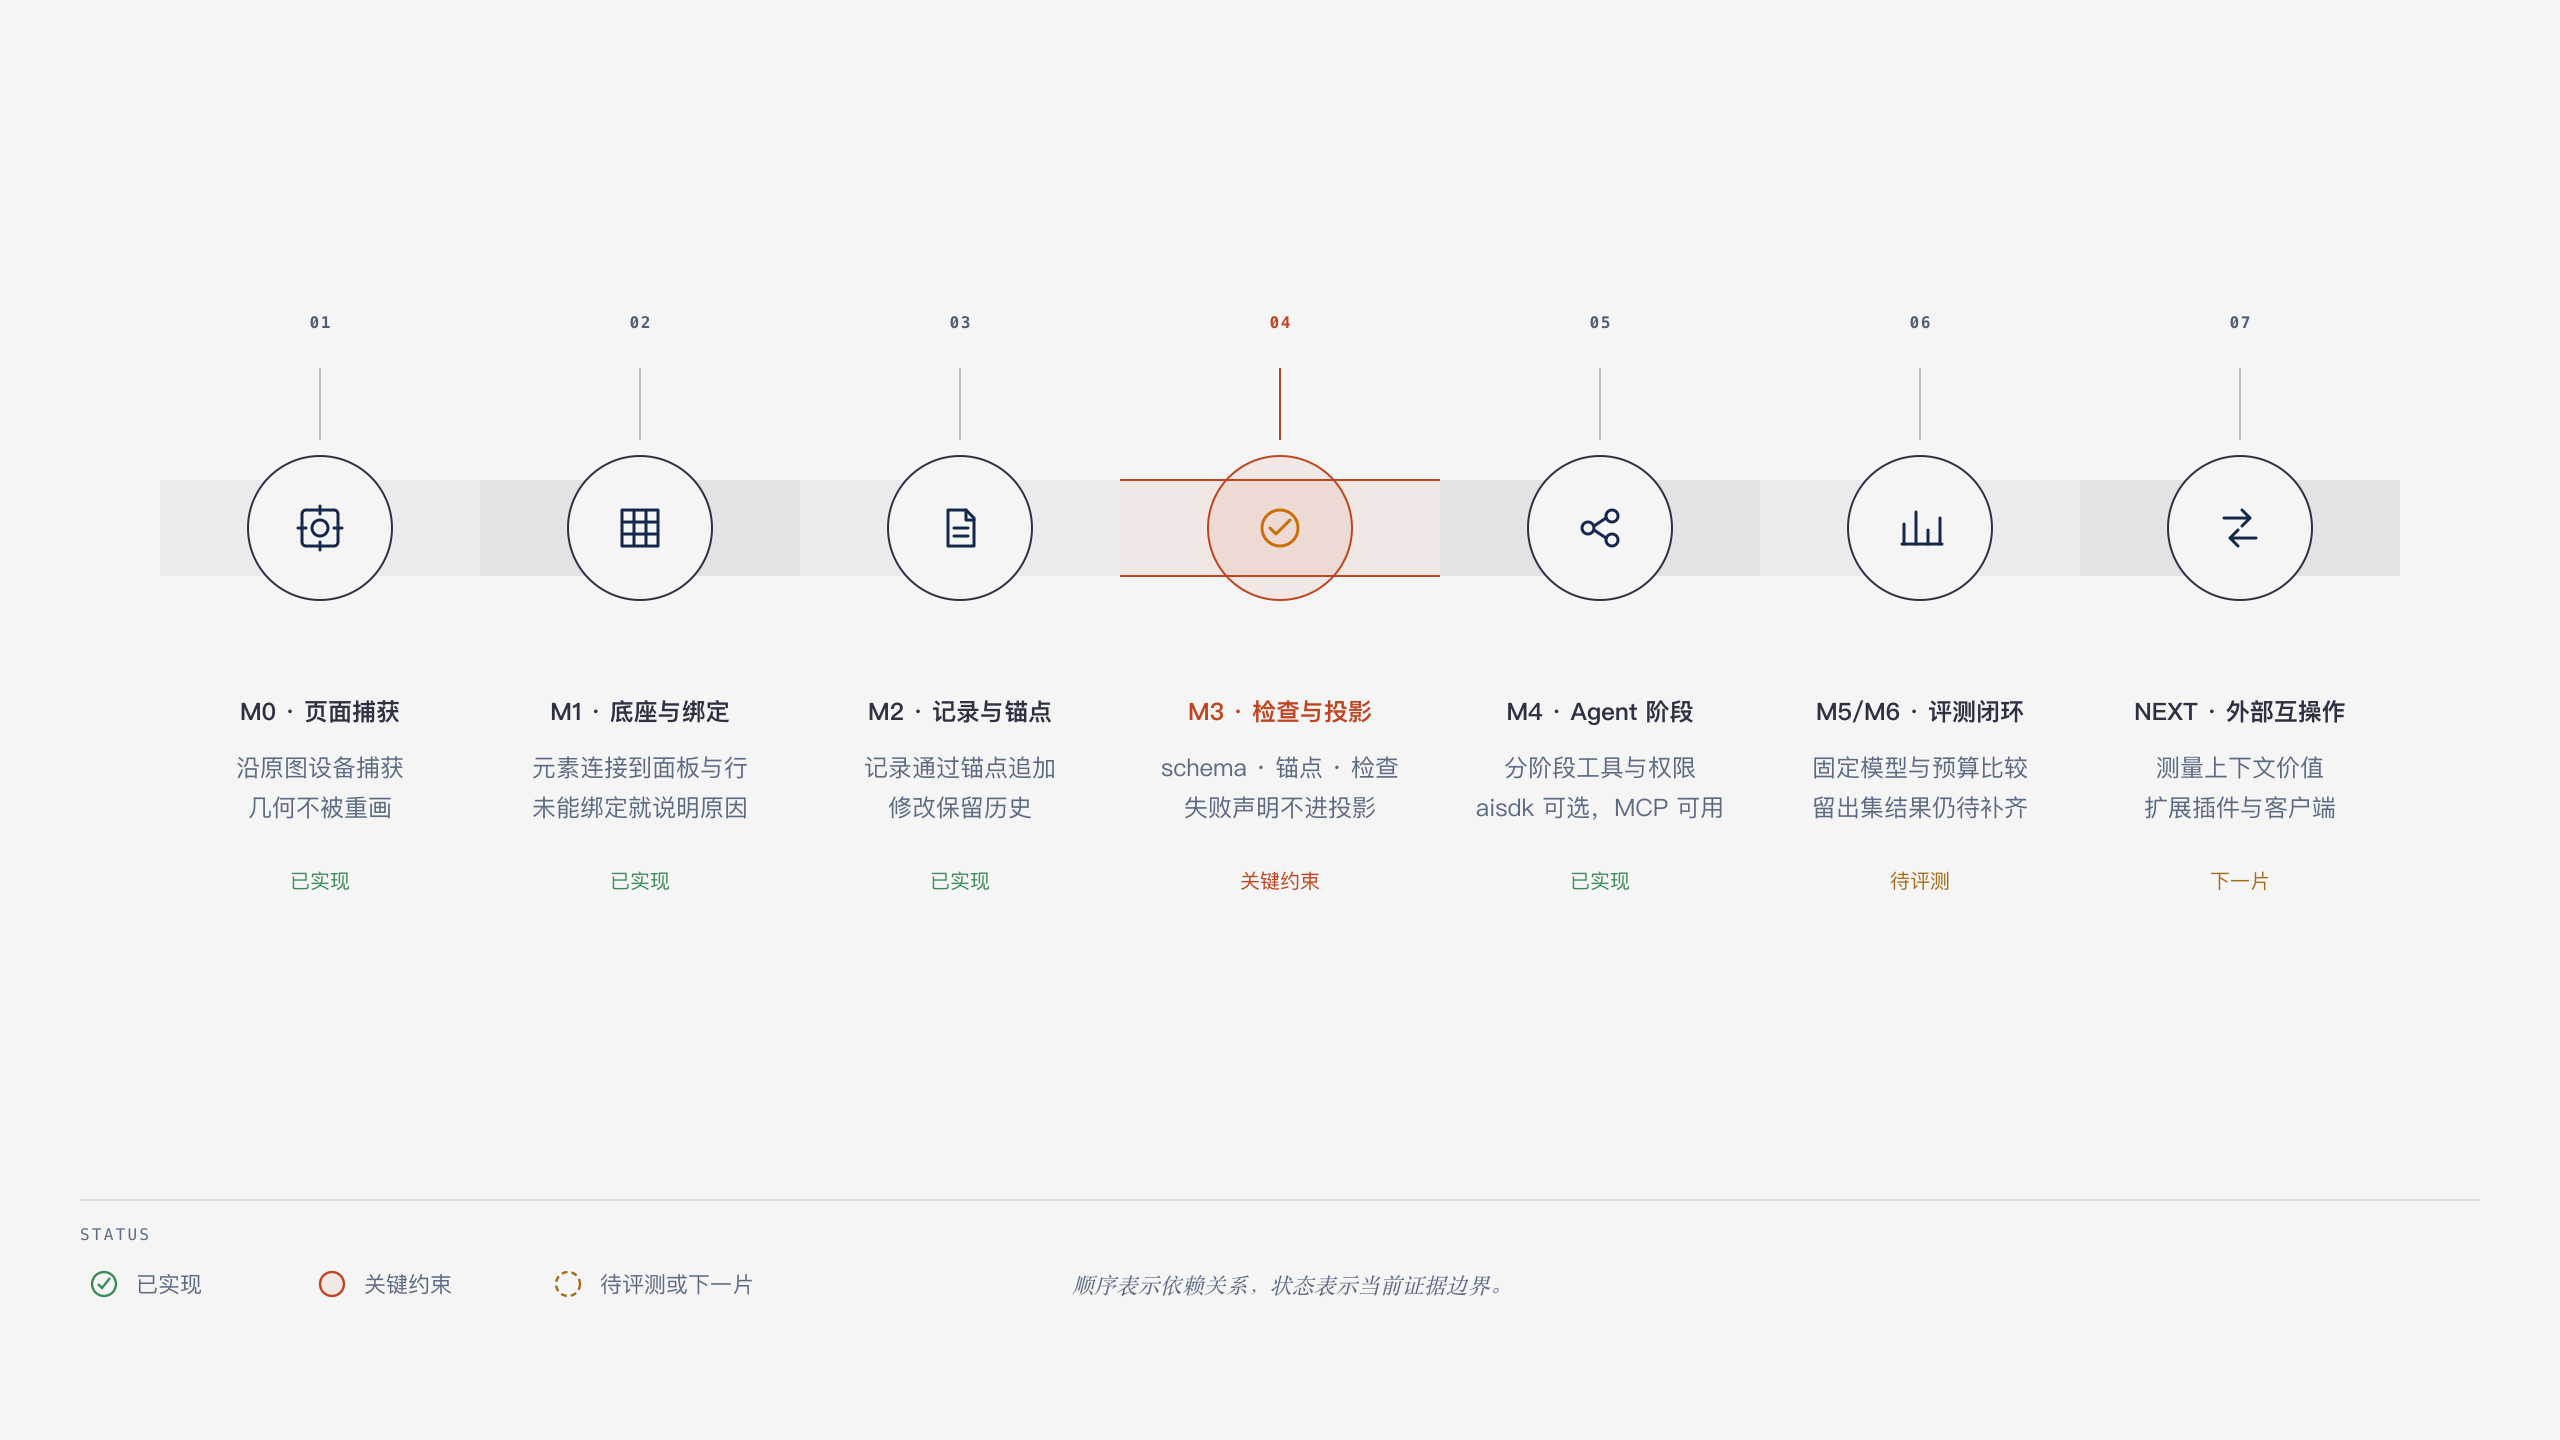 01
02
03
04
05
06
07
M0 · 页面捕获
沿原图设备捕获
几何不被重画
已实现
M1 · 底座与绑定
元素连接到面板与行
未能绑定就说明原因
已实现
M2 · 记录与锚点
记录通过锚点追加
修改保留历史
已实现
M3 · 检查与投影
schema · 锚点 · 检查
失败声明不进投影
关键约束
M4 · Agent 阶段
分阶段工具与权限
aisdk 可选，MCP 可用
已实现
M5/M6 · 评测闭环
固定模型与预算比较
留出集结果仍待补齐
待评测
NEXT · 外部互操作
测量上下文价值
扩展插件与客户端
下一片
STATUS
已实现
关键约束
待评测或下一片
顺序表示依赖关系，状态表示当前证据边界。